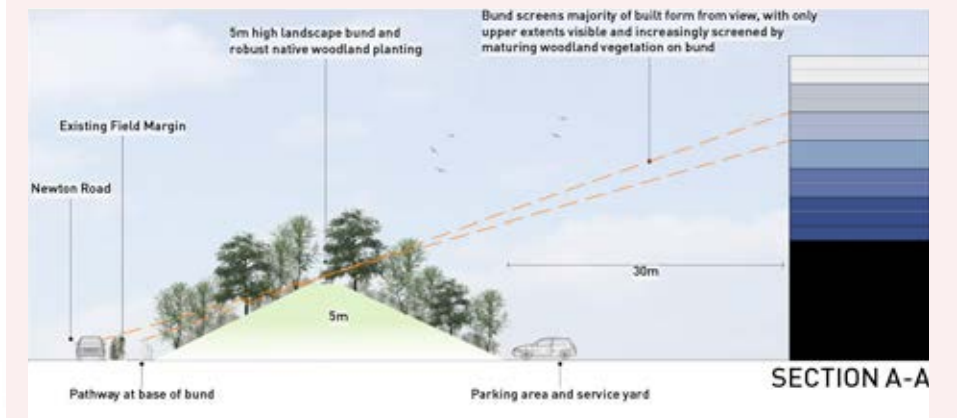 5m high landscape bund and
robust native woodland planting
Bund screens majority of built form from view, with only
upper extents visible and increasingly screened by
maturing woodland vegetation on bund
Existing Field Margin
Newton Road
30m
5m
SECTION A-A
Pathway at base of bund
Parking area and service yard